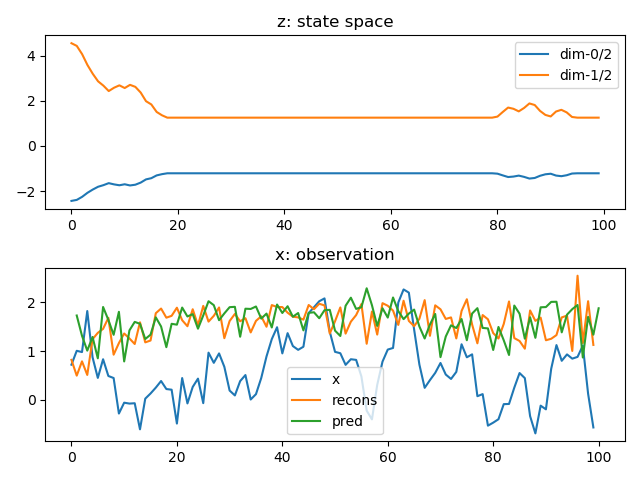 z: state space
4
2
0
−2
dim-0/2
dim-1/2
0 20 40 60 80 100
x: observation
2
1
0
x
recons
pred
0 20 40 60 80 100